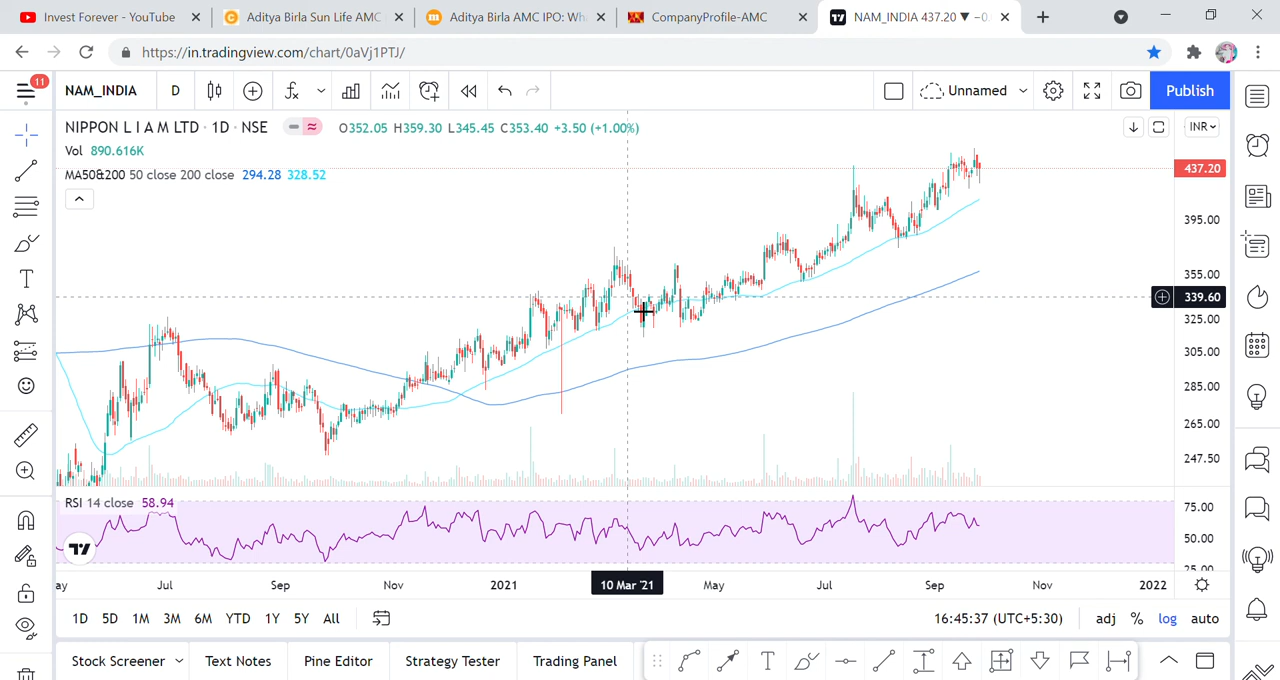 Invest Forever - YouTube
Aditya Birla Sun Life AMC
Aditya Birla AMC IPO: Wh
CompanyProfile-AMC
NAM_INDIA 437.20 ▼ −0.
https://in.tradingview.com/chart/0aVj1PTJ/
11
NAM_INDIA
D
Unnamed
Publish
NIPPON L I A M LTD · 1D · NSE
O352.05 H359.30 L345.45 C353.40 +3.50 (+1.00%)
INR
Vol 890.616K
MA50&200 50 close 200 close 294.28 328.52
437.20
395.00
355.00
339.60
325.00
305.00
285.00
265.00
247.50
RSI 14 close 58.94
75.00
50.00
25.00
ay
Jul
Sep
Nov
2021
10 Mar '21
May
Jul
Sep
Nov
2022
1D 5D 1M 3M 6M YTD 1Y 5Y All
16:45:37 (UTC+5:30)
adj % log auto
Stock Screener
Text Notes
Pine Editor
Strategy Tester
Trading Panel